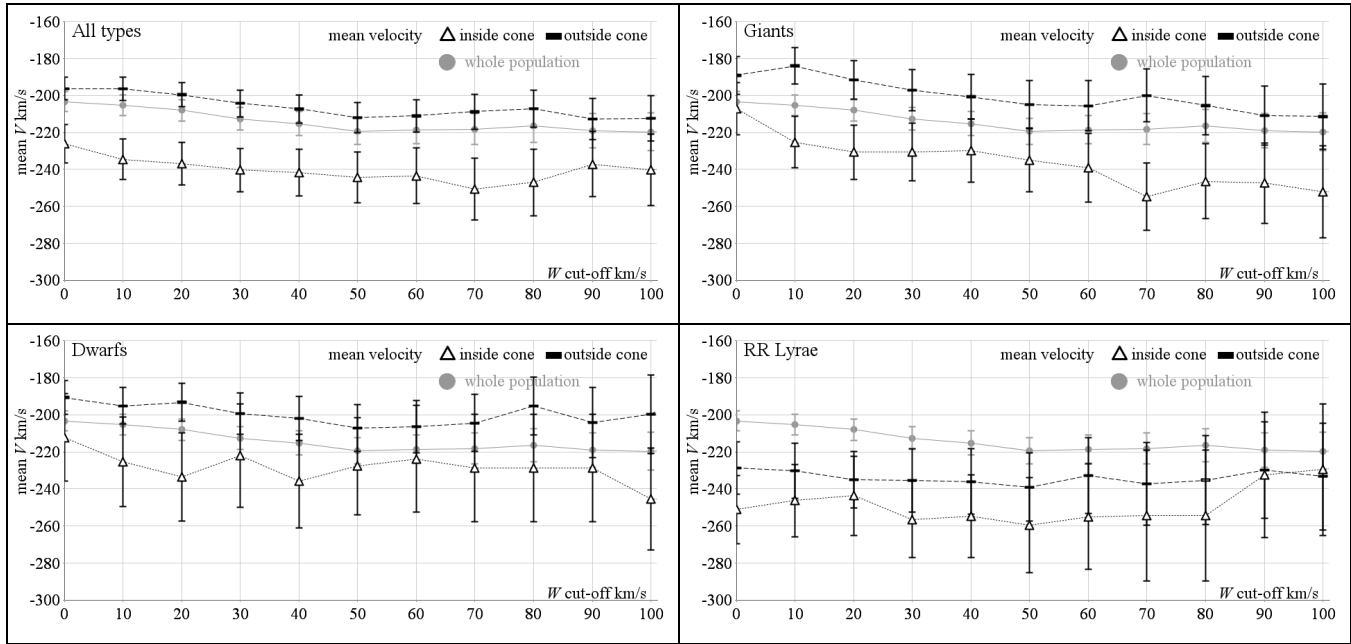 All types
mean velocity inside cone outside cone
whole population
mean V km/s
-160
-180
-200
-220
-240
-260
-280
-300
W cut-off km/s
0 10 20 30 40 50 60 70 80 90 100
Giants
mean velocity inside cone outside cone
whole population
mean V km/s
-160
-180
-200
-220
-240
-260
-280
-300
W cut-off km/s
0 10 20 30 40 50 60 70 80 90 100
Dwarfs
mean velocity inside cone outside cone
whole population
mean V km/s
-160
-180
-200
-220
-240
-260
-280
-300
W cut-off km/s
0 10 20 30 40 50 60 70 80 90 100
RR Lyrae
mean velocity inside cone outside cone
whole population
mean V km/s
-160
-180
-200
-220
-240
-260
-280
-300
W cut-off km/s
0 10 20 30 40 50 60 70 80 90 100